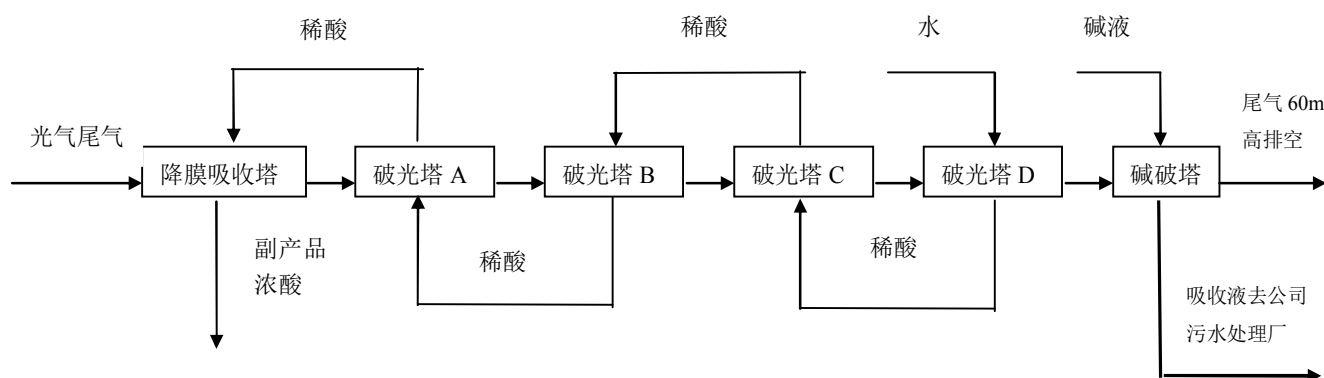 稀酸
稀酸
水
碱液
光气尾气
尾气 60m
高排空
降膜吸收塔
破光塔 A
破光塔 B
破光塔 C
破光塔 D
碱破塔
副产品
浓酸
稀酸
稀酸
吸收液去公司
污水处理厂